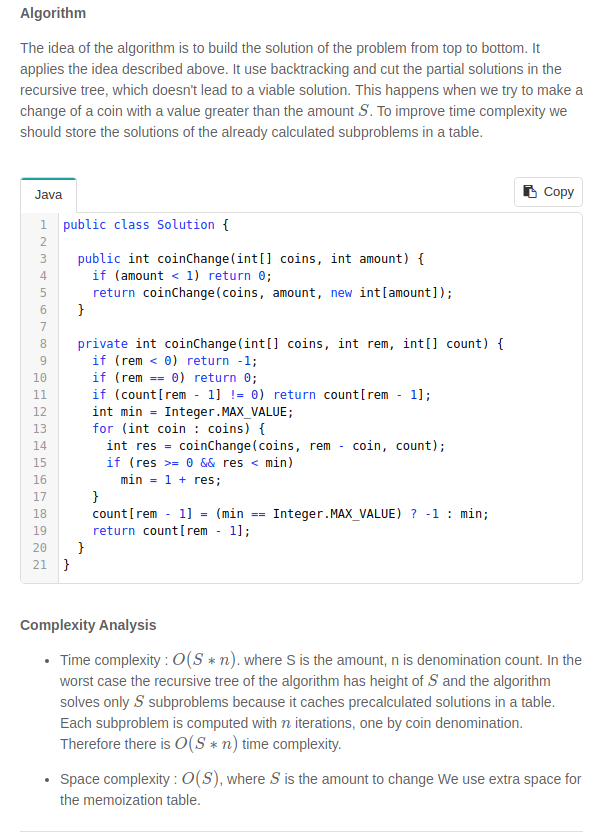 Algorithm
The idea of the algorithm is to build the solution of the problem from top to bottom. It
applies the idea described above. It use backtracking and cut the partial solutions in the
recursive tree, which doesn't lead to a viable solution. This happens when we try to make a
change of a coin with a value greater than the amount S. To improve time complexity we
should store the solutions of the already calculated subproblems in a table.
Java
Copy
1 public class Solution {
2
3   public int coinChange(int[] coins, int amount) {
4     if (amount < 1) return 0;
5     return coinChange(coins, amount, new int[amount]);
6   }
7
8   private int coinChange(int[] coins, int rem, int[] count) {
9     if (rem < 0) return -1;
10     if (rem == 0) return 0;
11     if (count[rem - 1] != 0) return count[rem - 1];
12     int min = Integer.MAX_VALUE;
13     for (int coin : coins) {
14       int res = coinChange(coins, rem - coin, count);
15       if (res >= 0 && res < min)
16         min = 1 + res;
17     }
18     count[rem - 1] = (min == Integer.MAX_VALUE) ? -1 : min;
19     return count[rem - 1];
20   }
21 }
Complexity Analysis
• Time complexity : O(S * n). where S is the amount, n is denomination count. In the
worst case the recursive tree of the algorithm has height of S and the algorithm
solves only S subproblems because it caches precalculated solutions in a table.
Each subproblem is computed with n iterations, one by coin denomination.
Therefore there is O(S * n) time complexity.
• Space complexity : O(S), where S is the amount to change We use extra space for
the memoization table.